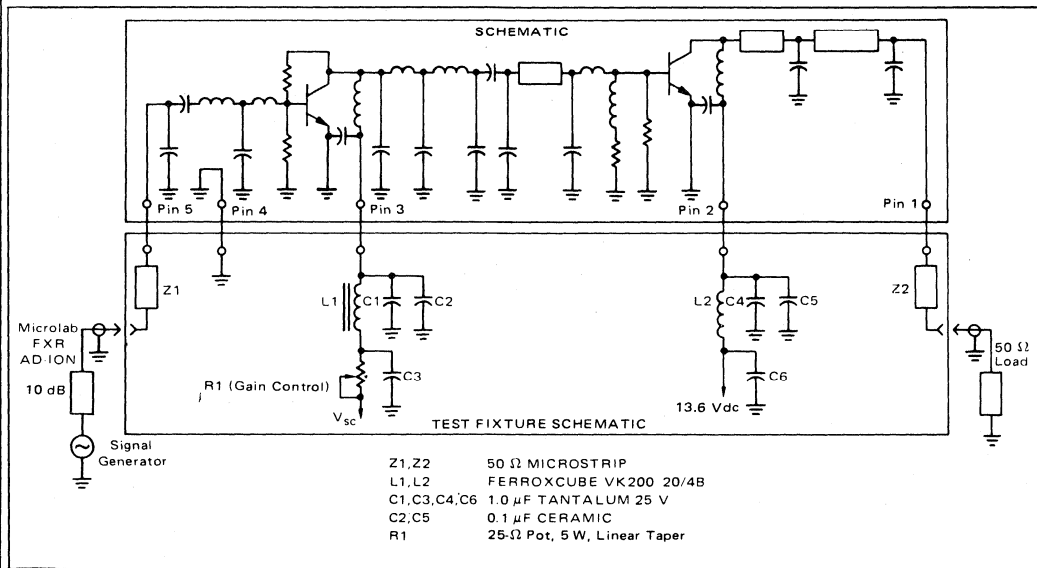 SCHEMATIC
Pin 5
Pin 4
Pin 3
Pin 2
Pin 1
Z1
L1
C1
C2
L2
C4
C5
Z2
Microlab
FXR
AD-ION
10 dB
R1 (Gain Control)
C3
C6
50 Ω
Load
Vsc
13.6 Vdc
TEST FIXTURE SCHEMATIC
Signal
Generator
Z1,Z2 50 Ω MICROSTRIP
L1,L2 FERROXCUBE VK200 20/4B
C1,C3,C4,C6 1.0 μF TANTALUM 25 V
C2,C5 0.1 μF CERAMIC
R1 25-Ω Pot, 5 W, Linear Taper